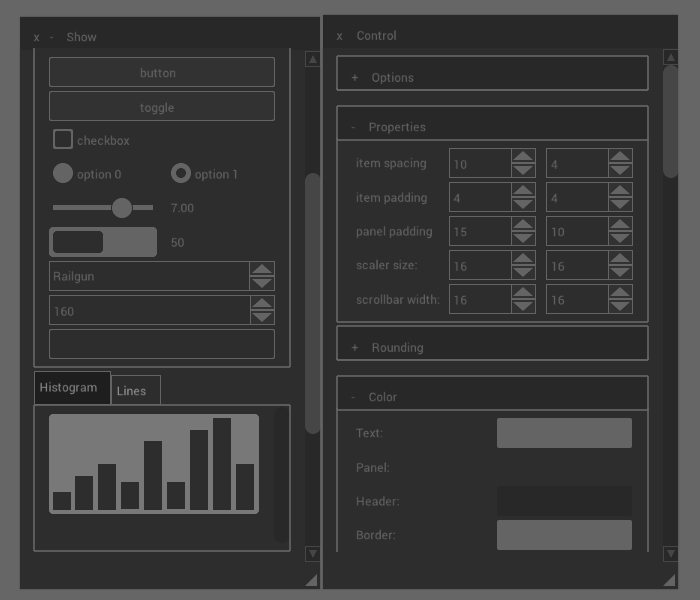 x - Show
button
toggle
checkbox
option 0 option 1
7.00
50
Railgun
160
Histogram Lines
x Control
+ Options
- Properties
item spacing 10 4
item padding 4 4
panel padding 15 10
scaler size: 16 16
scrollbar width: 16 16
+ Rounding
- Color
Text:
Panel:
Header:
Border: